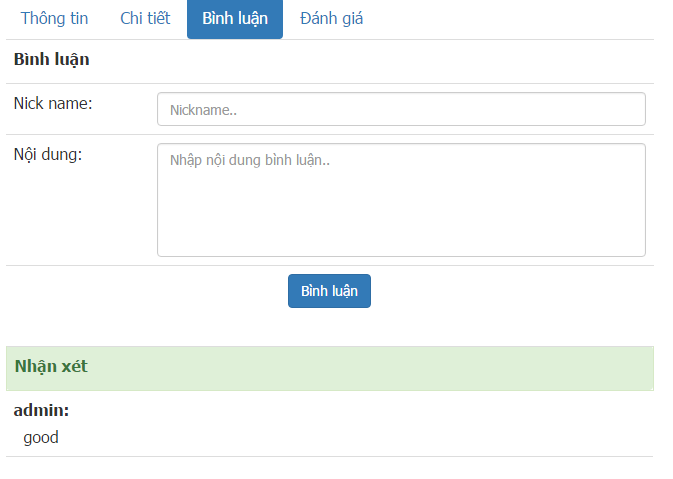 Thông tin Chi tiết Bình luận Đánh giá
Bình luận
Nick name: Nickname..
Nội dung: Nhập nội dung bình luận..
Bình luận
Nhận xét
admin:
good